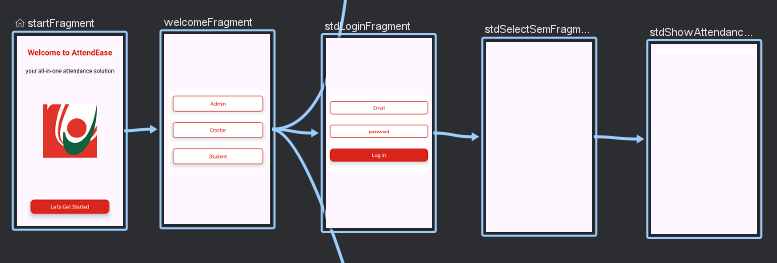 startFragment
Welcome to AttendEase
your all-in-one attendance solution
Let's Get Started
welcomeFragment
Admin
Doctor
Student
stdLoginFragment
Email
password
Log In
stdSelectSemFragm...
stdShowAttendanc...